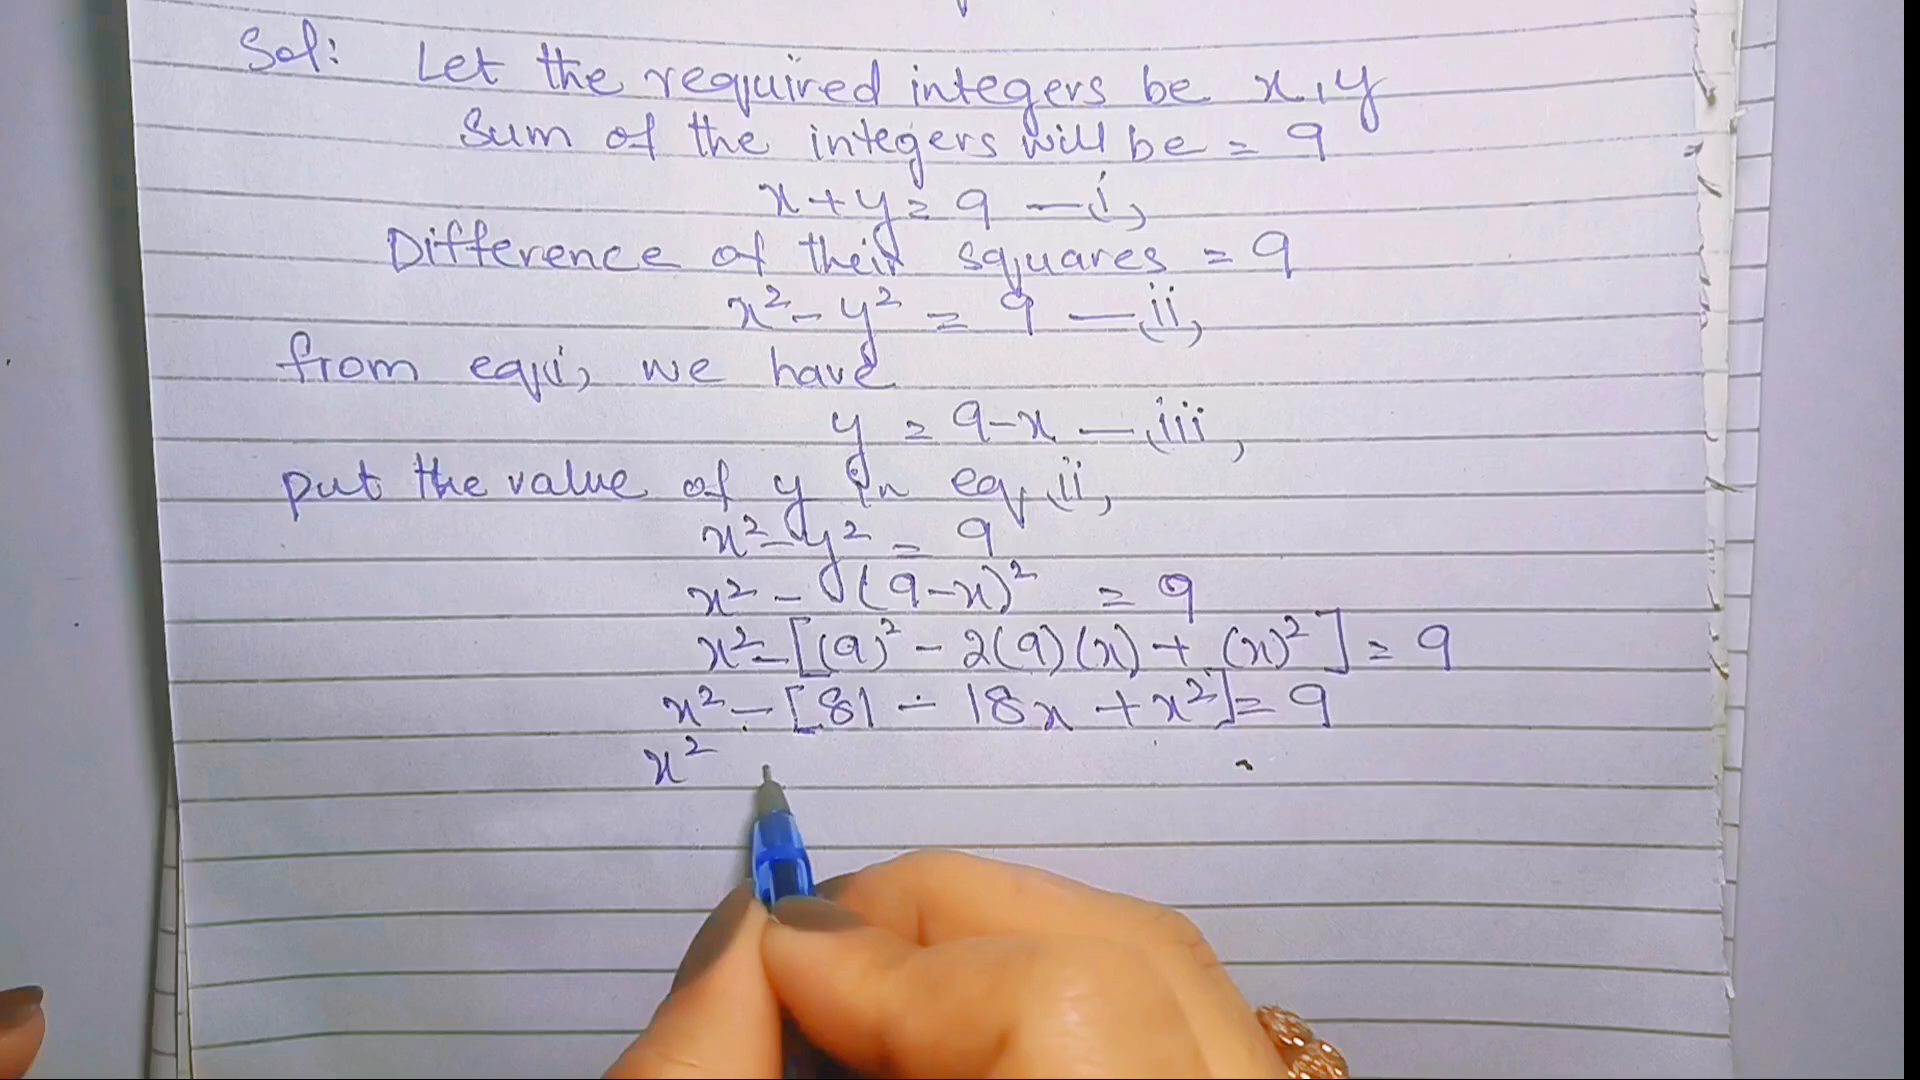 Sol: Let the required integers be x, y
Sum of the integers will be = 9
x + y = 9 — i,
Difference of their squares = 9
x² - y² = 9 — ii,
from eq i, we have
y = 9 - x — iii,
put the value of y in eq ii,
x² - y² = 9
x² - (9 - x)² = 9
x² - [(9)² - 2(9)(x) + (x)²] = 9
x² - [81 - 18x + x²] = 9
x²